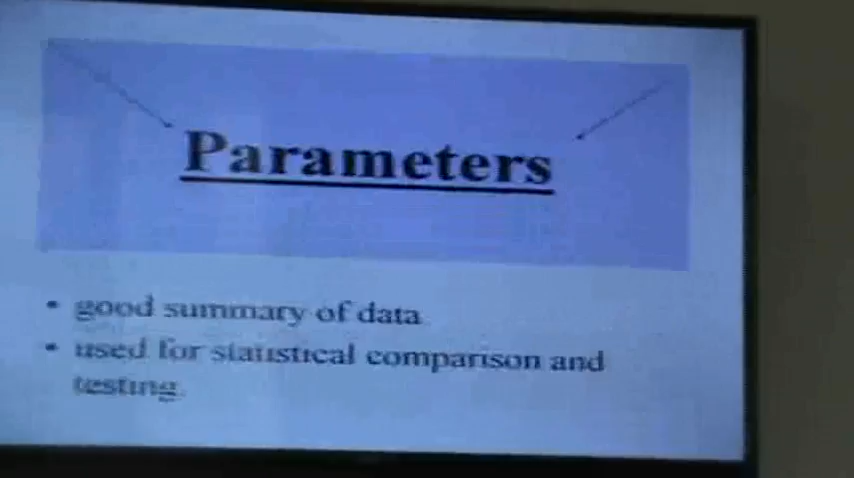 Parameters
• good summary of data
• used for statistical comparison and
testing.